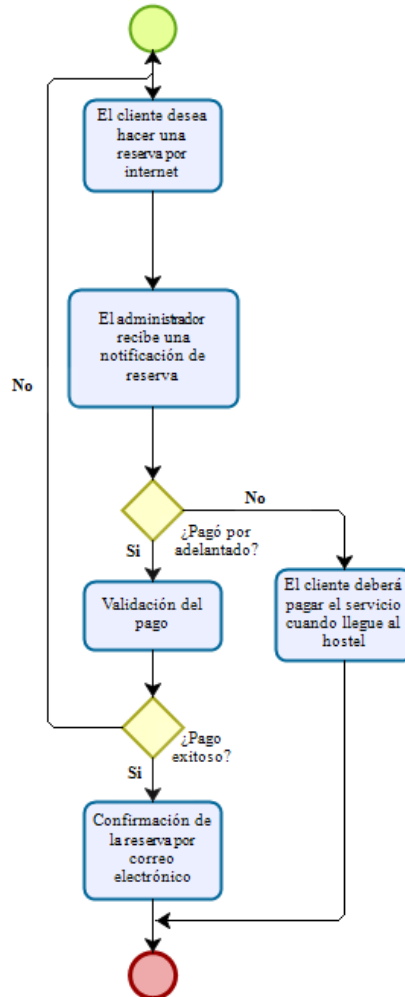 El cliente desea
hacer una
reserva por
internet
El administrador
recibe una
notificación de
reserva
No
No
¿Pagó por
adelantado?
Si
El cliente deberá
pagar el servicio
cuando llegue al
hostel
Validación del
pago
¿Pago
exitoso?
Si
Confirmación de
la reserva por
correo
electrónico